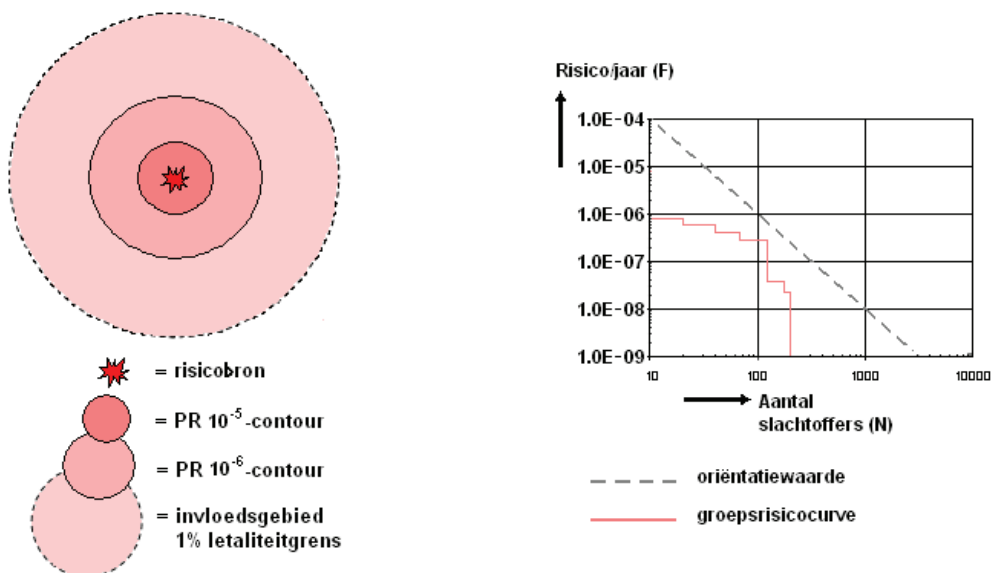 = risicobron
= PR 10⁻⁵-contour
= PR 10⁻⁶-contour
= invloedsgebied
1% letaliteitgrens
Risico/jaar (F)
1.0E-04
1.0E-05
1.0E-06
1.0E-07
1.0E-08
1.0E-09
10 100 1000 10000
Aantal
slachtoffers (N)
oriëntatiewaarde
groepsrisicocurve